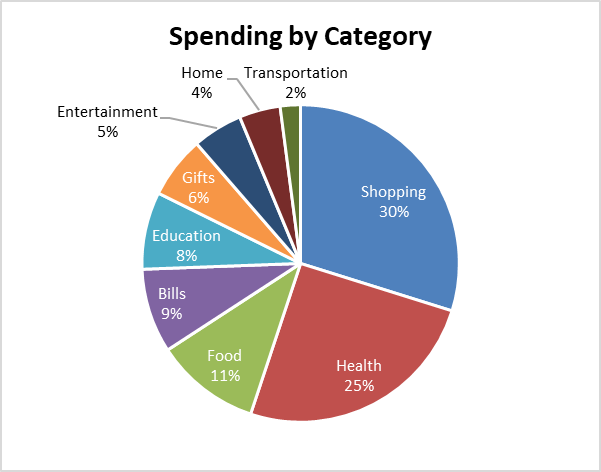 Spending by Category
Home
4%
Transportation
2%
Entertainment
5%
Shopping
30%
Gifts
6%
Education
8%
Bills
9%
Food
11%
Health
25%